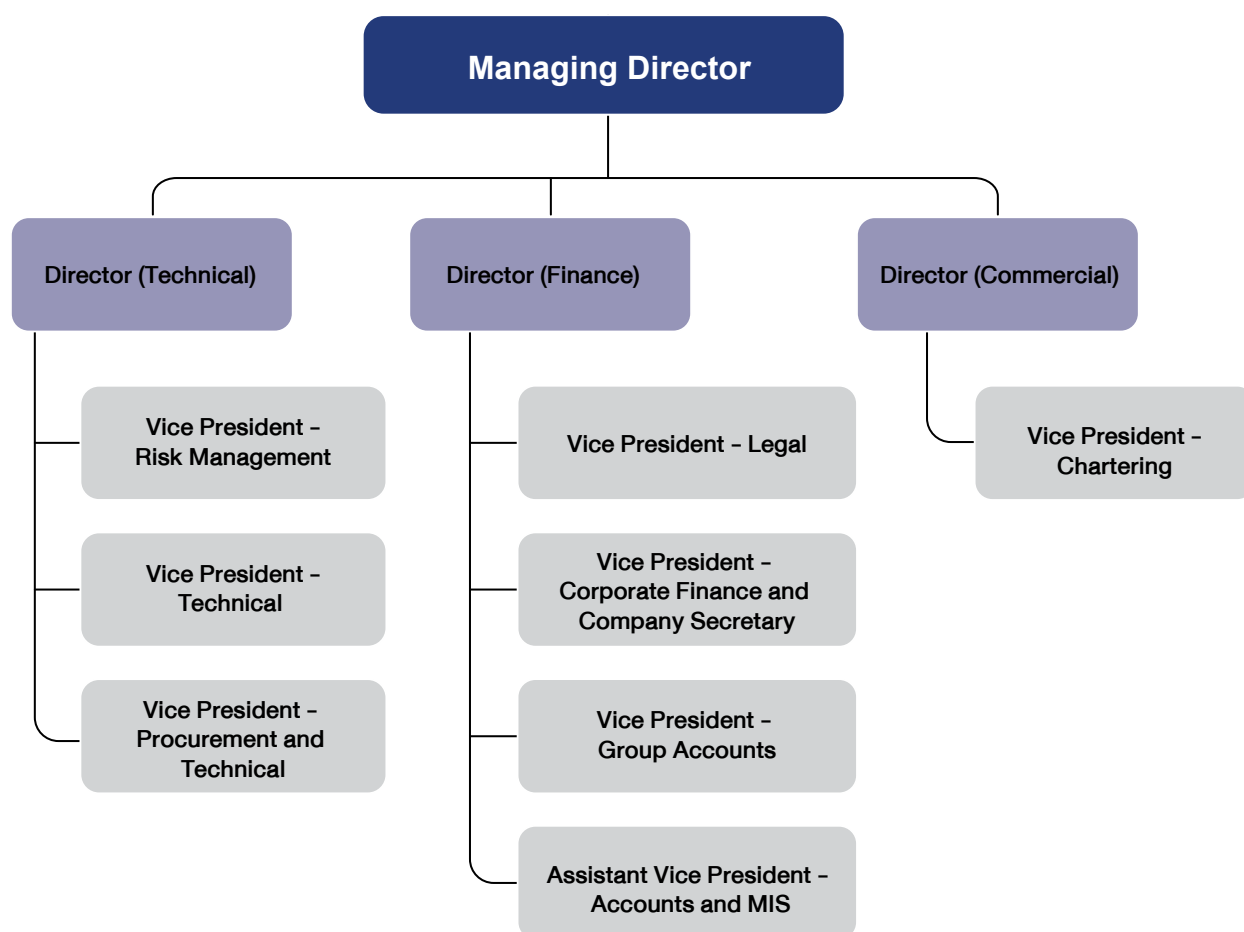 Managing Director
Director (Technical)
Director (Finance)
Director (Commercial)
Vice President –
Risk Management
Vice President –
Technical
Vice President –
Procurement and
Technical
Vice President – Legal
Vice President –
Corporate Finance and
Company Secretary
Vice President –
Group Accounts
Assistant Vice President –
Accounts and MIS
Vice President –
Chartering